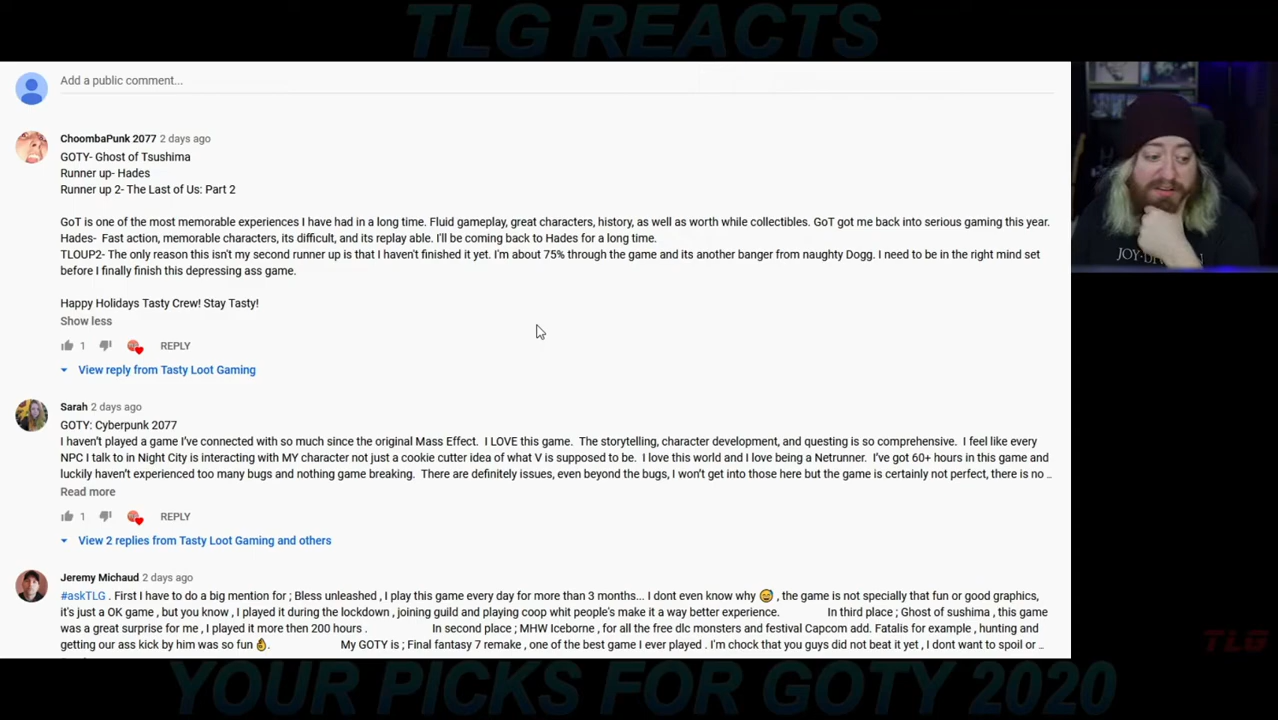 TLG REACTS
Add a public comment...
ChoombaPunk 2077 2 days ago
GOTY- Ghost of Tsushima
Runner up- Hades
Runner up 2- The Last of Us: Part 2
GoT is one of the most memorable experiences I have had in a long time. Fluid gameplay, great characters, history, as well as worth while collectibles. GoT got me back into serious gaming this year.
Hades- Fast action, memorable characters, its difficult, and its replay able. I'll be coming back to Hades for a long time.
TLOUP2- The only reason this isn't my second runner up is that I haven't finished it yet. I'm about 75% through the game and its another banger from naughty Dogg. I need to be in the right mind set
before I finally finish this depressing ass game.
Happy Holidays Tasty Crew! Stay Tasty!
Show less
1 REPLY
View reply from Tasty Loot Gaming
Sarah 2 days ago
GOTY: Cyberpunk 2077
I haven't played a game I've connected with so much since the original Mass Effect. I LOVE this game. The storytelling, character development, and questing is so comprehensive. I feel like every
NPC I talk to in Night City is interacting with MY character not just a cookie cutter idea of what V is supposed to be. I love this world and I love being a Netrunner. I've got 60+ hours in this game and
luckily haven't experienced too many bugs and nothing game breaking. There are definitely issues, even beyond the bugs, I won't get into those here but the game is certainly not perfect, there is no ...
Read more
1 REPLY
View 2 replies from Tasty Loot Gaming and others
Jeremy Michaud 2 days ago
#askTLG . First I have to do a big mention for ; Bless unleashed , I play this game every day for more than 3 months... I dont even know why 😅 , the game is not specially that fun or good graphics,
it's just a OK game , but you know , I played it during the lockdown , joining guild and playing coop whit people's make it a way better experience. In third place ; Ghost of sushima , this game
was a great surprise for me , I played it more then 200 hours . In second place ; MHW Iceborne , for all the free dlc monsters and festival Capcom add. Fatalis for example , hunting and
getting our ass kick by him was so fun 👌. My GOTY is ; Final fantasy 7 remake , one of the best game I ever played . I'm chock that you guys did not beat it yet , I dont want to spoil or ...
JOY DIVISION
TLG
YOUR PICKS FOR GOTY 2020